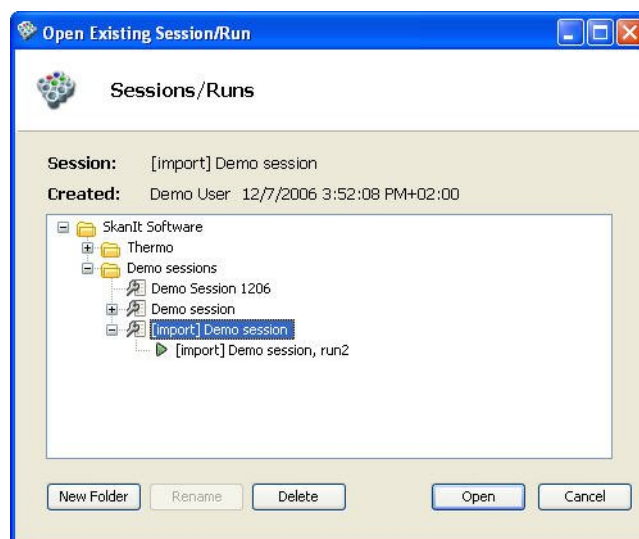 Open Existing Session/Run
Sessions/Runs
Session: [import] Demo session
Created: Demo User 12/7/2006 3:52:08 PM+02:00
SkanIt Software
Thermo
Demo sessions
Demo Session 1206
Demo session
[import] Demo session
[import] Demo session, run2
New Folder Rename Delete Open Cancel